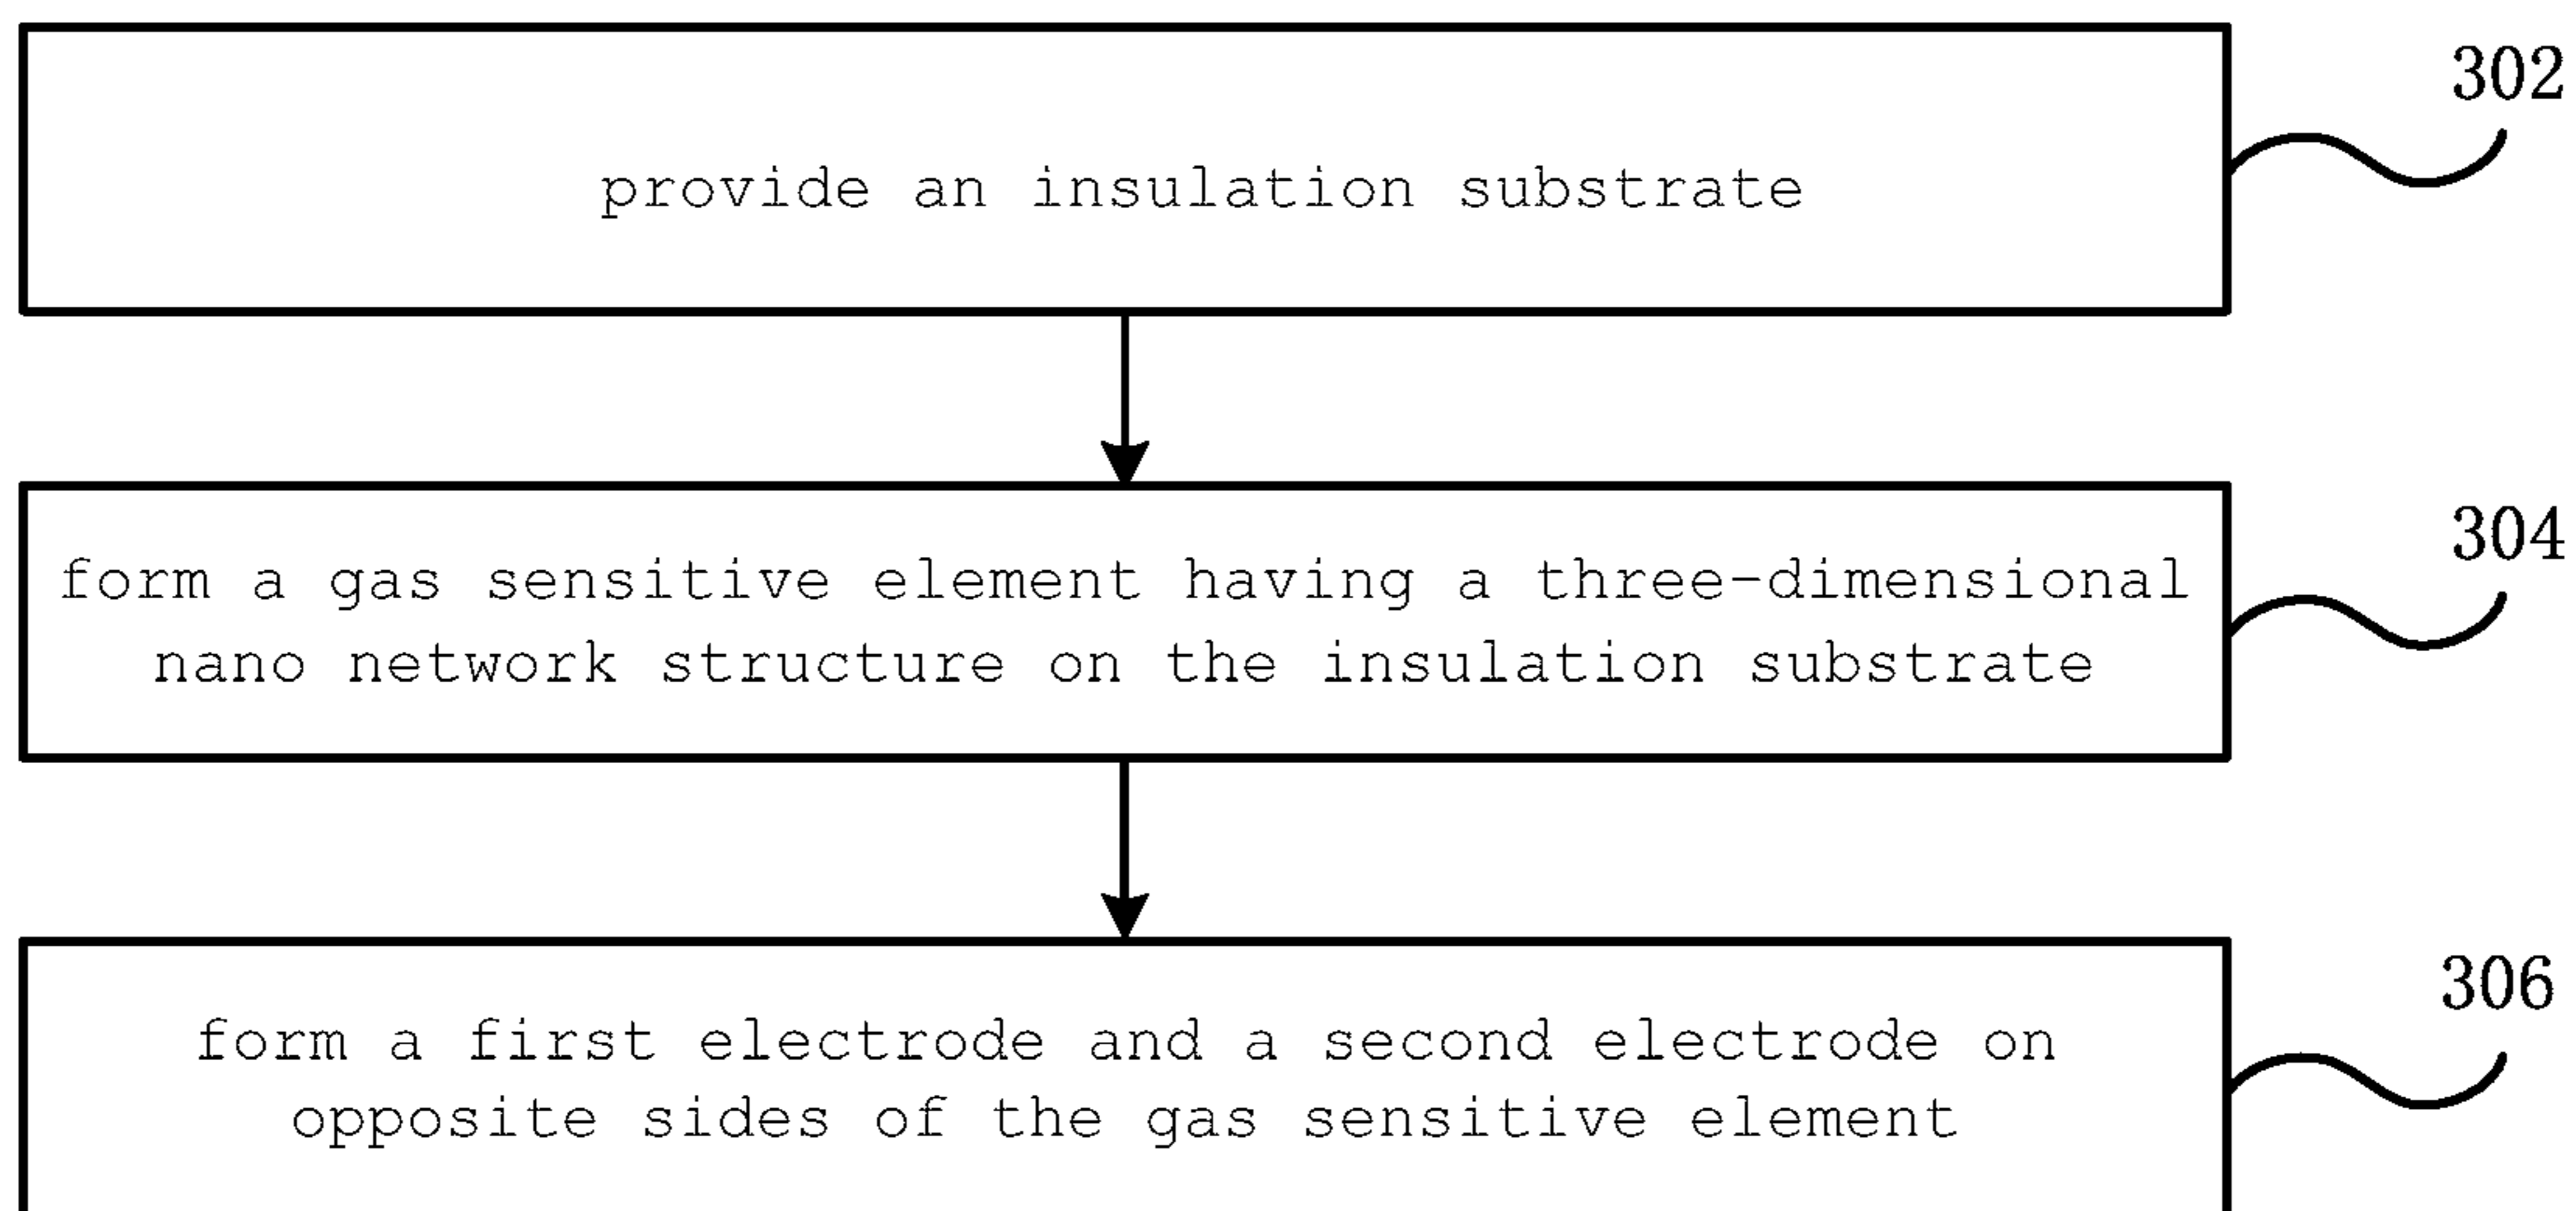 302
provide an insulation substrate
304
form a gas sensitive element having a three-dimensional
nano network structure on the insulation substrate
306
form a first electrode and a second electrode on
opposite sides of the gas sensitive element